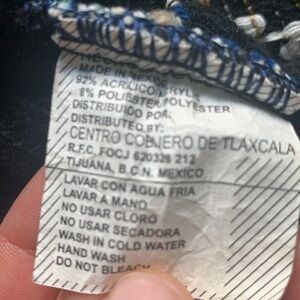 MADE IN MEXICO
92% ACRILICO ACRYLIC
8% POLIESTER POLYESTER
DISTRIBUIDO POR:
DISTRIBUTED BY:
CENTRO COBIJERO DE TLAXCALA
R.F.C. FOCJ 620326 212
TIJUANA, B.C.N. MEXICO
LAVAR CON AGUA FRIA
LAVAR A MANO
NO USAR CLORO
NO USAR SECADORA
WASH IN COLD WATER
HAND WASH
DO NOT BLEACH